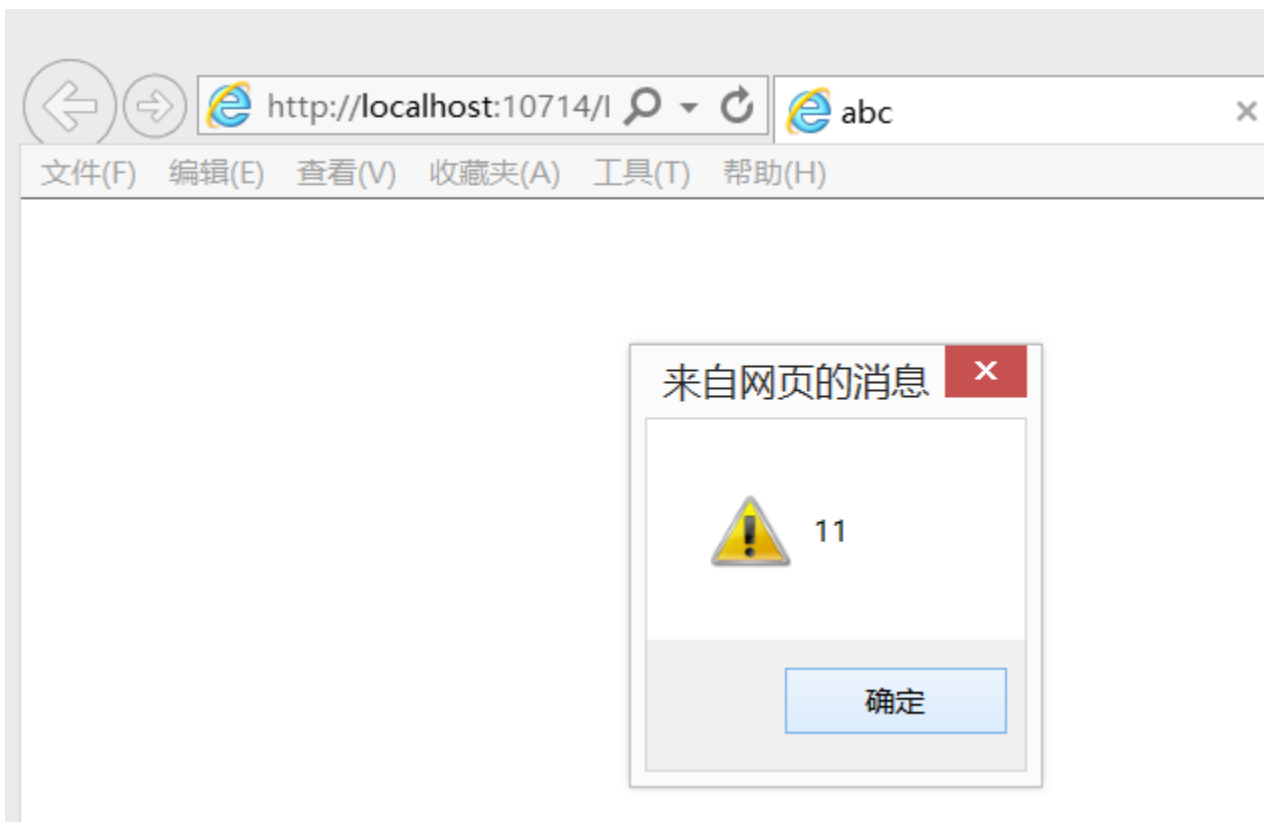 http://localhost:10714/I
abc
文件(F) 编辑(E) 查看(V) 收藏夹(A) 工具(T) 帮助(H)
来自网页的消息
11
确定